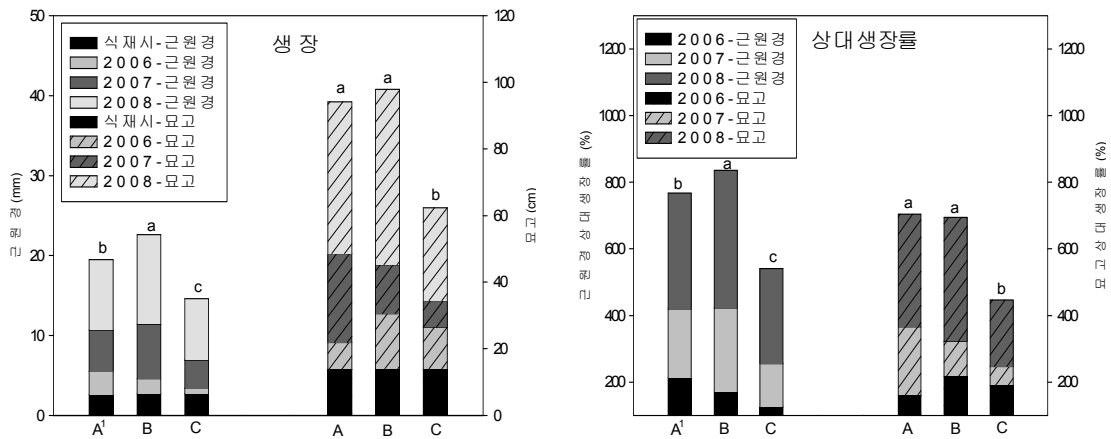 생장
식재시-근원경
2006-근원경
2007-근원경
2008-근원경
식재시-묘고
2006-묘고
2007-묘고
2008-묘고
근원경 (mm)
50
40
30
20
10
0
b
a
c
a
a
b
A¹
B
C
A
B
C
120
100
80
60
40
20
0
묘고 (cm)
상대생장률
2006-근원경
2007-근원경
2008-근원경
2006-묘고
2007-묘고
2008-묘고
근원경상대생장률 (%)
1200
1000
800
600
400
200
b
a
c
a
a
b
A¹
B
C
A
B
C
1200
1000
800
600
400
200
묘고상대생장률 (%)